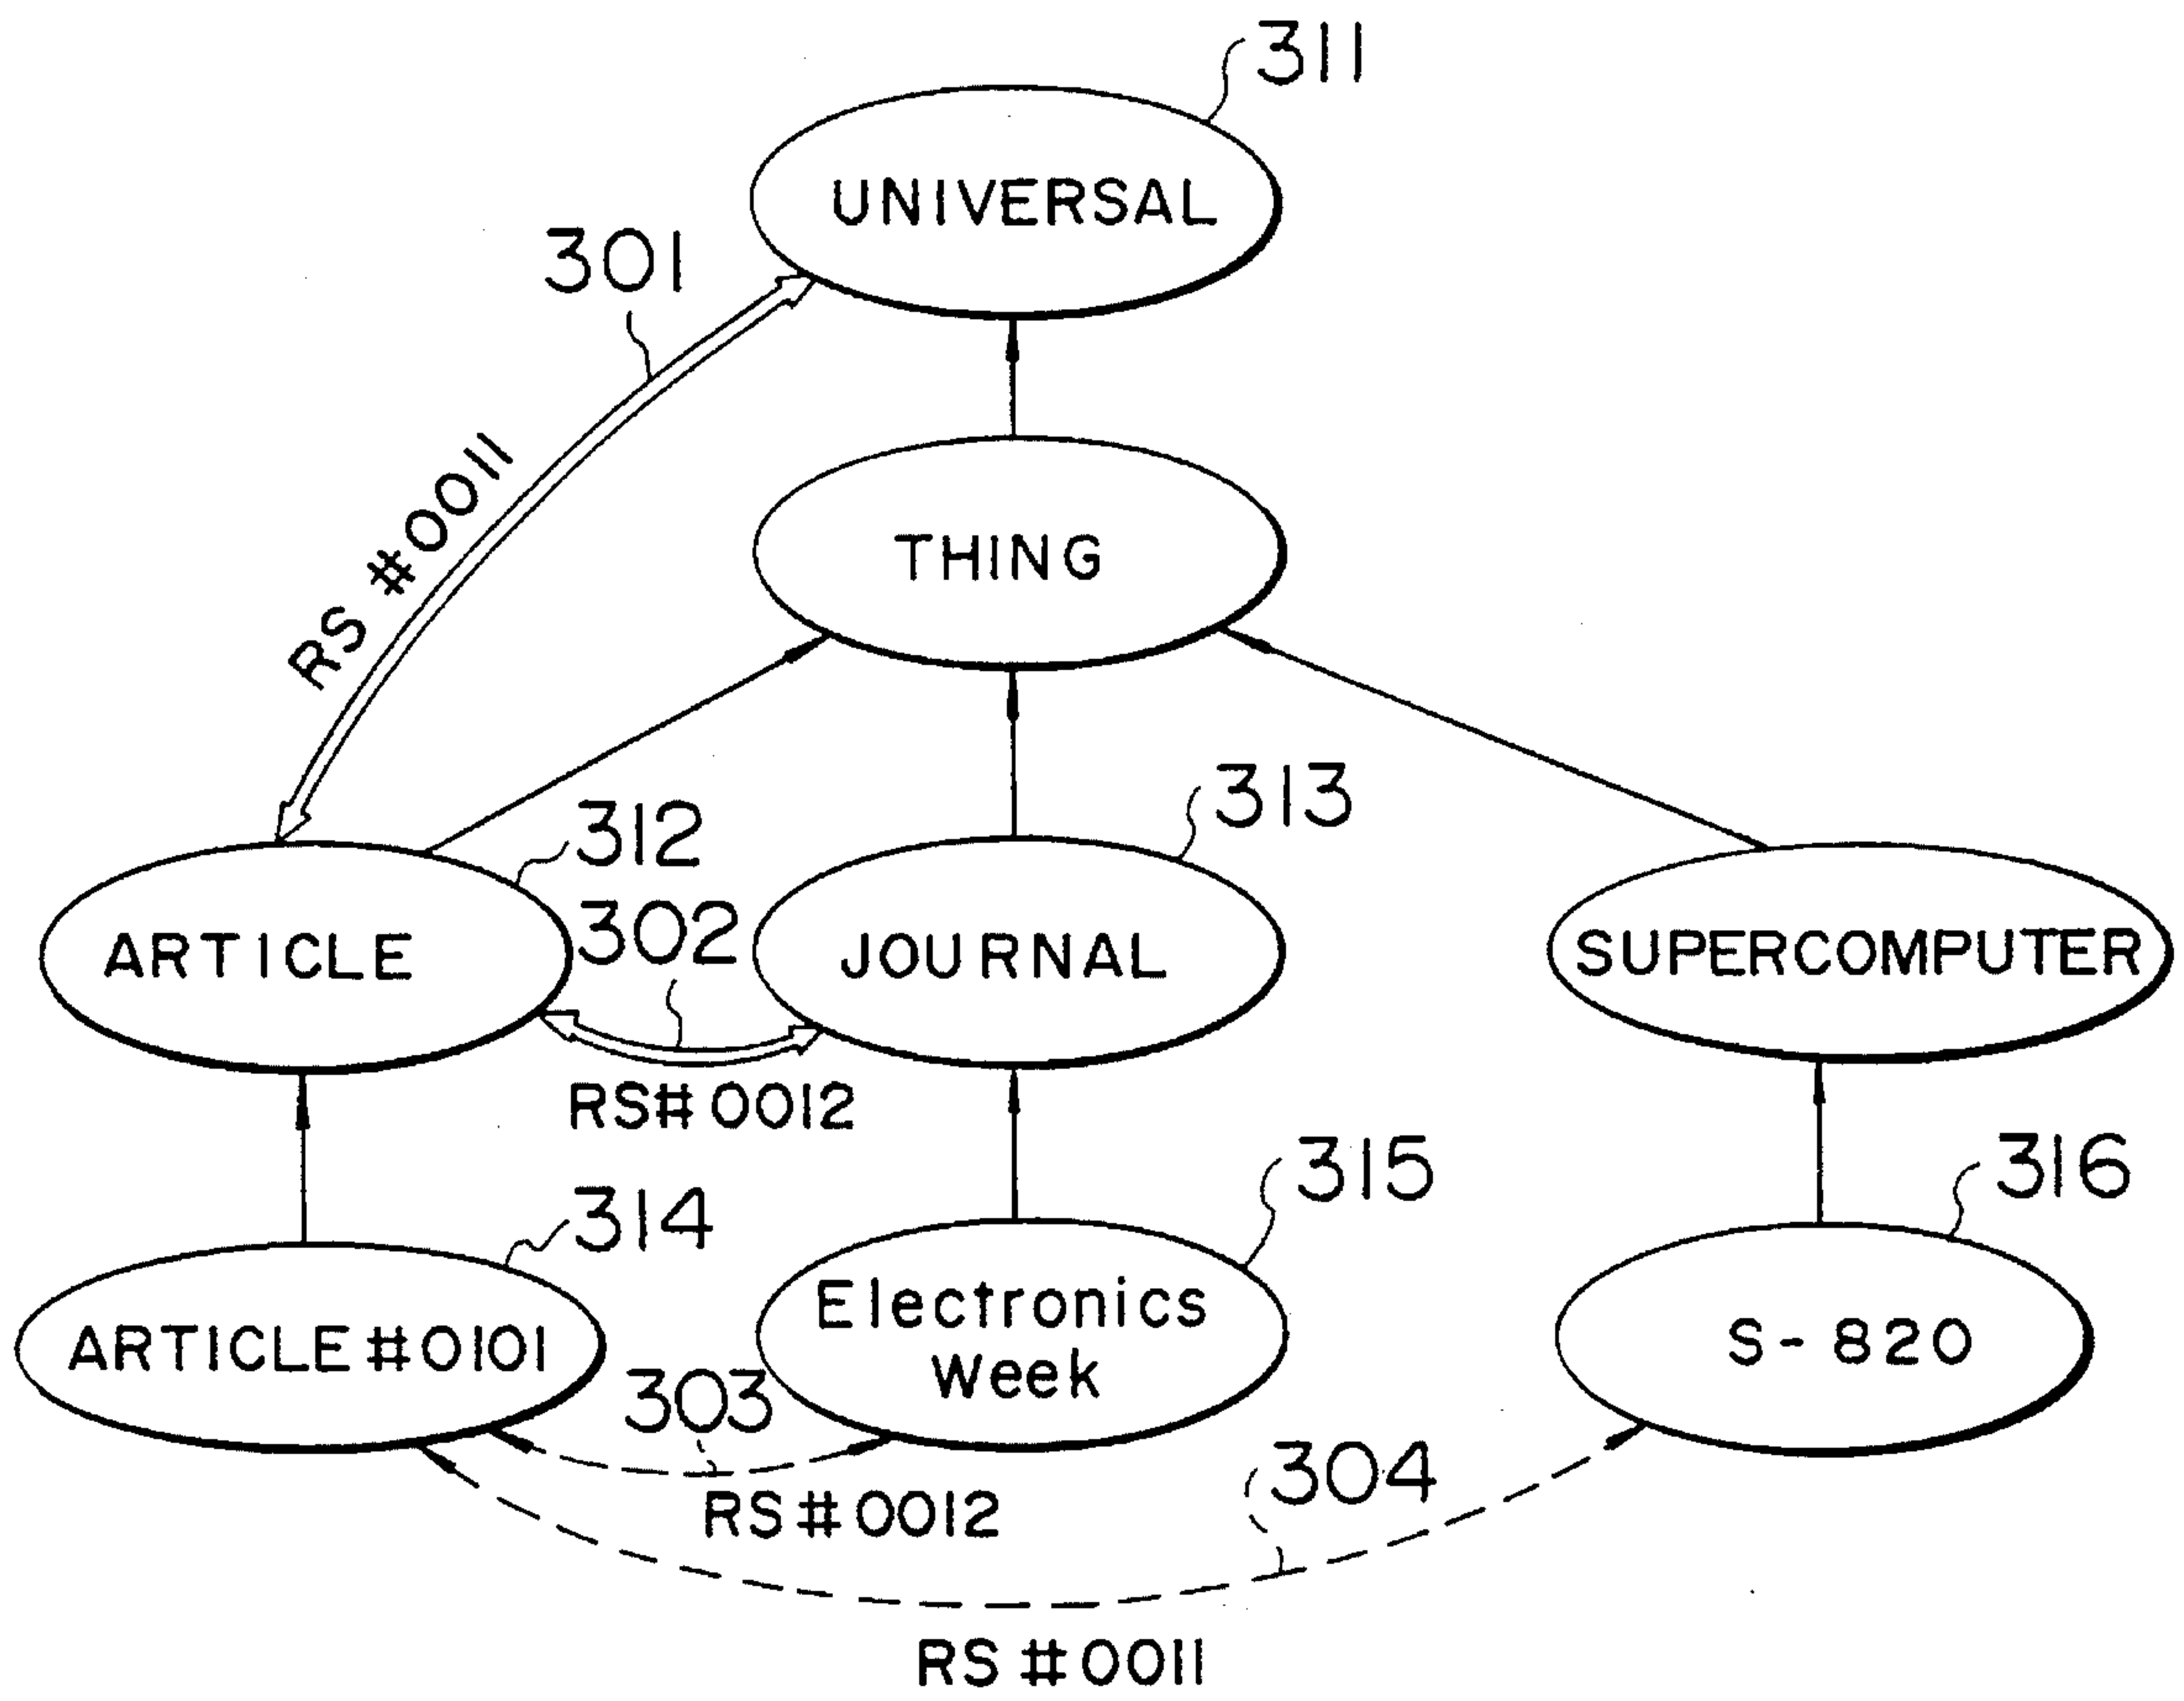 311
UNIVERSAL
301
RS #0011
THING
313
312
302
ARTICLE
JOURNAL
SUPERCOMPUTER
RS#0012
315
316
314
Electronics
Week
ARTICLE#0101
S-820
303
304
RS#0012
RS #0011